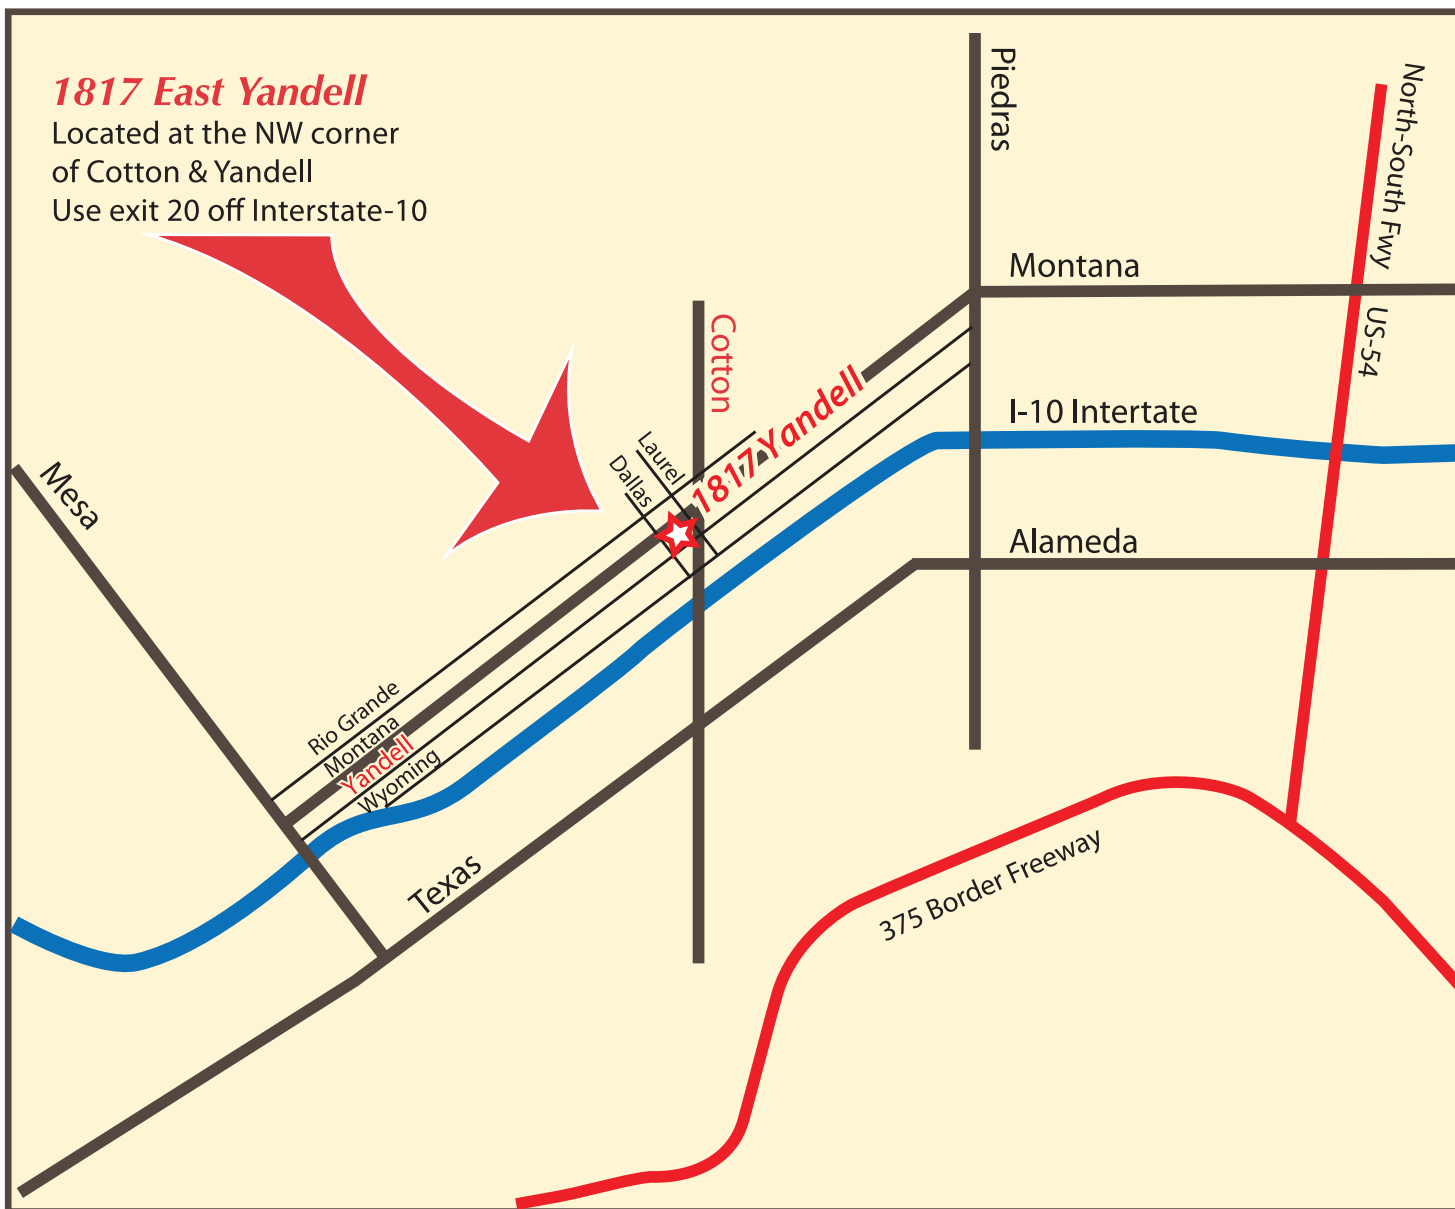 1817 East Yandell
Located at the NW corner
of Cotton & Yandell
Use exit 20 off Interstate-10
Piedras
North-South Fwy
US-54
Montana
Cotton
1817 Yandell
I-10 Intertate
Laurel
Dallas
Mesa
Alameda
Rio Grande
Montana
Yandell
Wyoming
Texas
375 Border Freeway